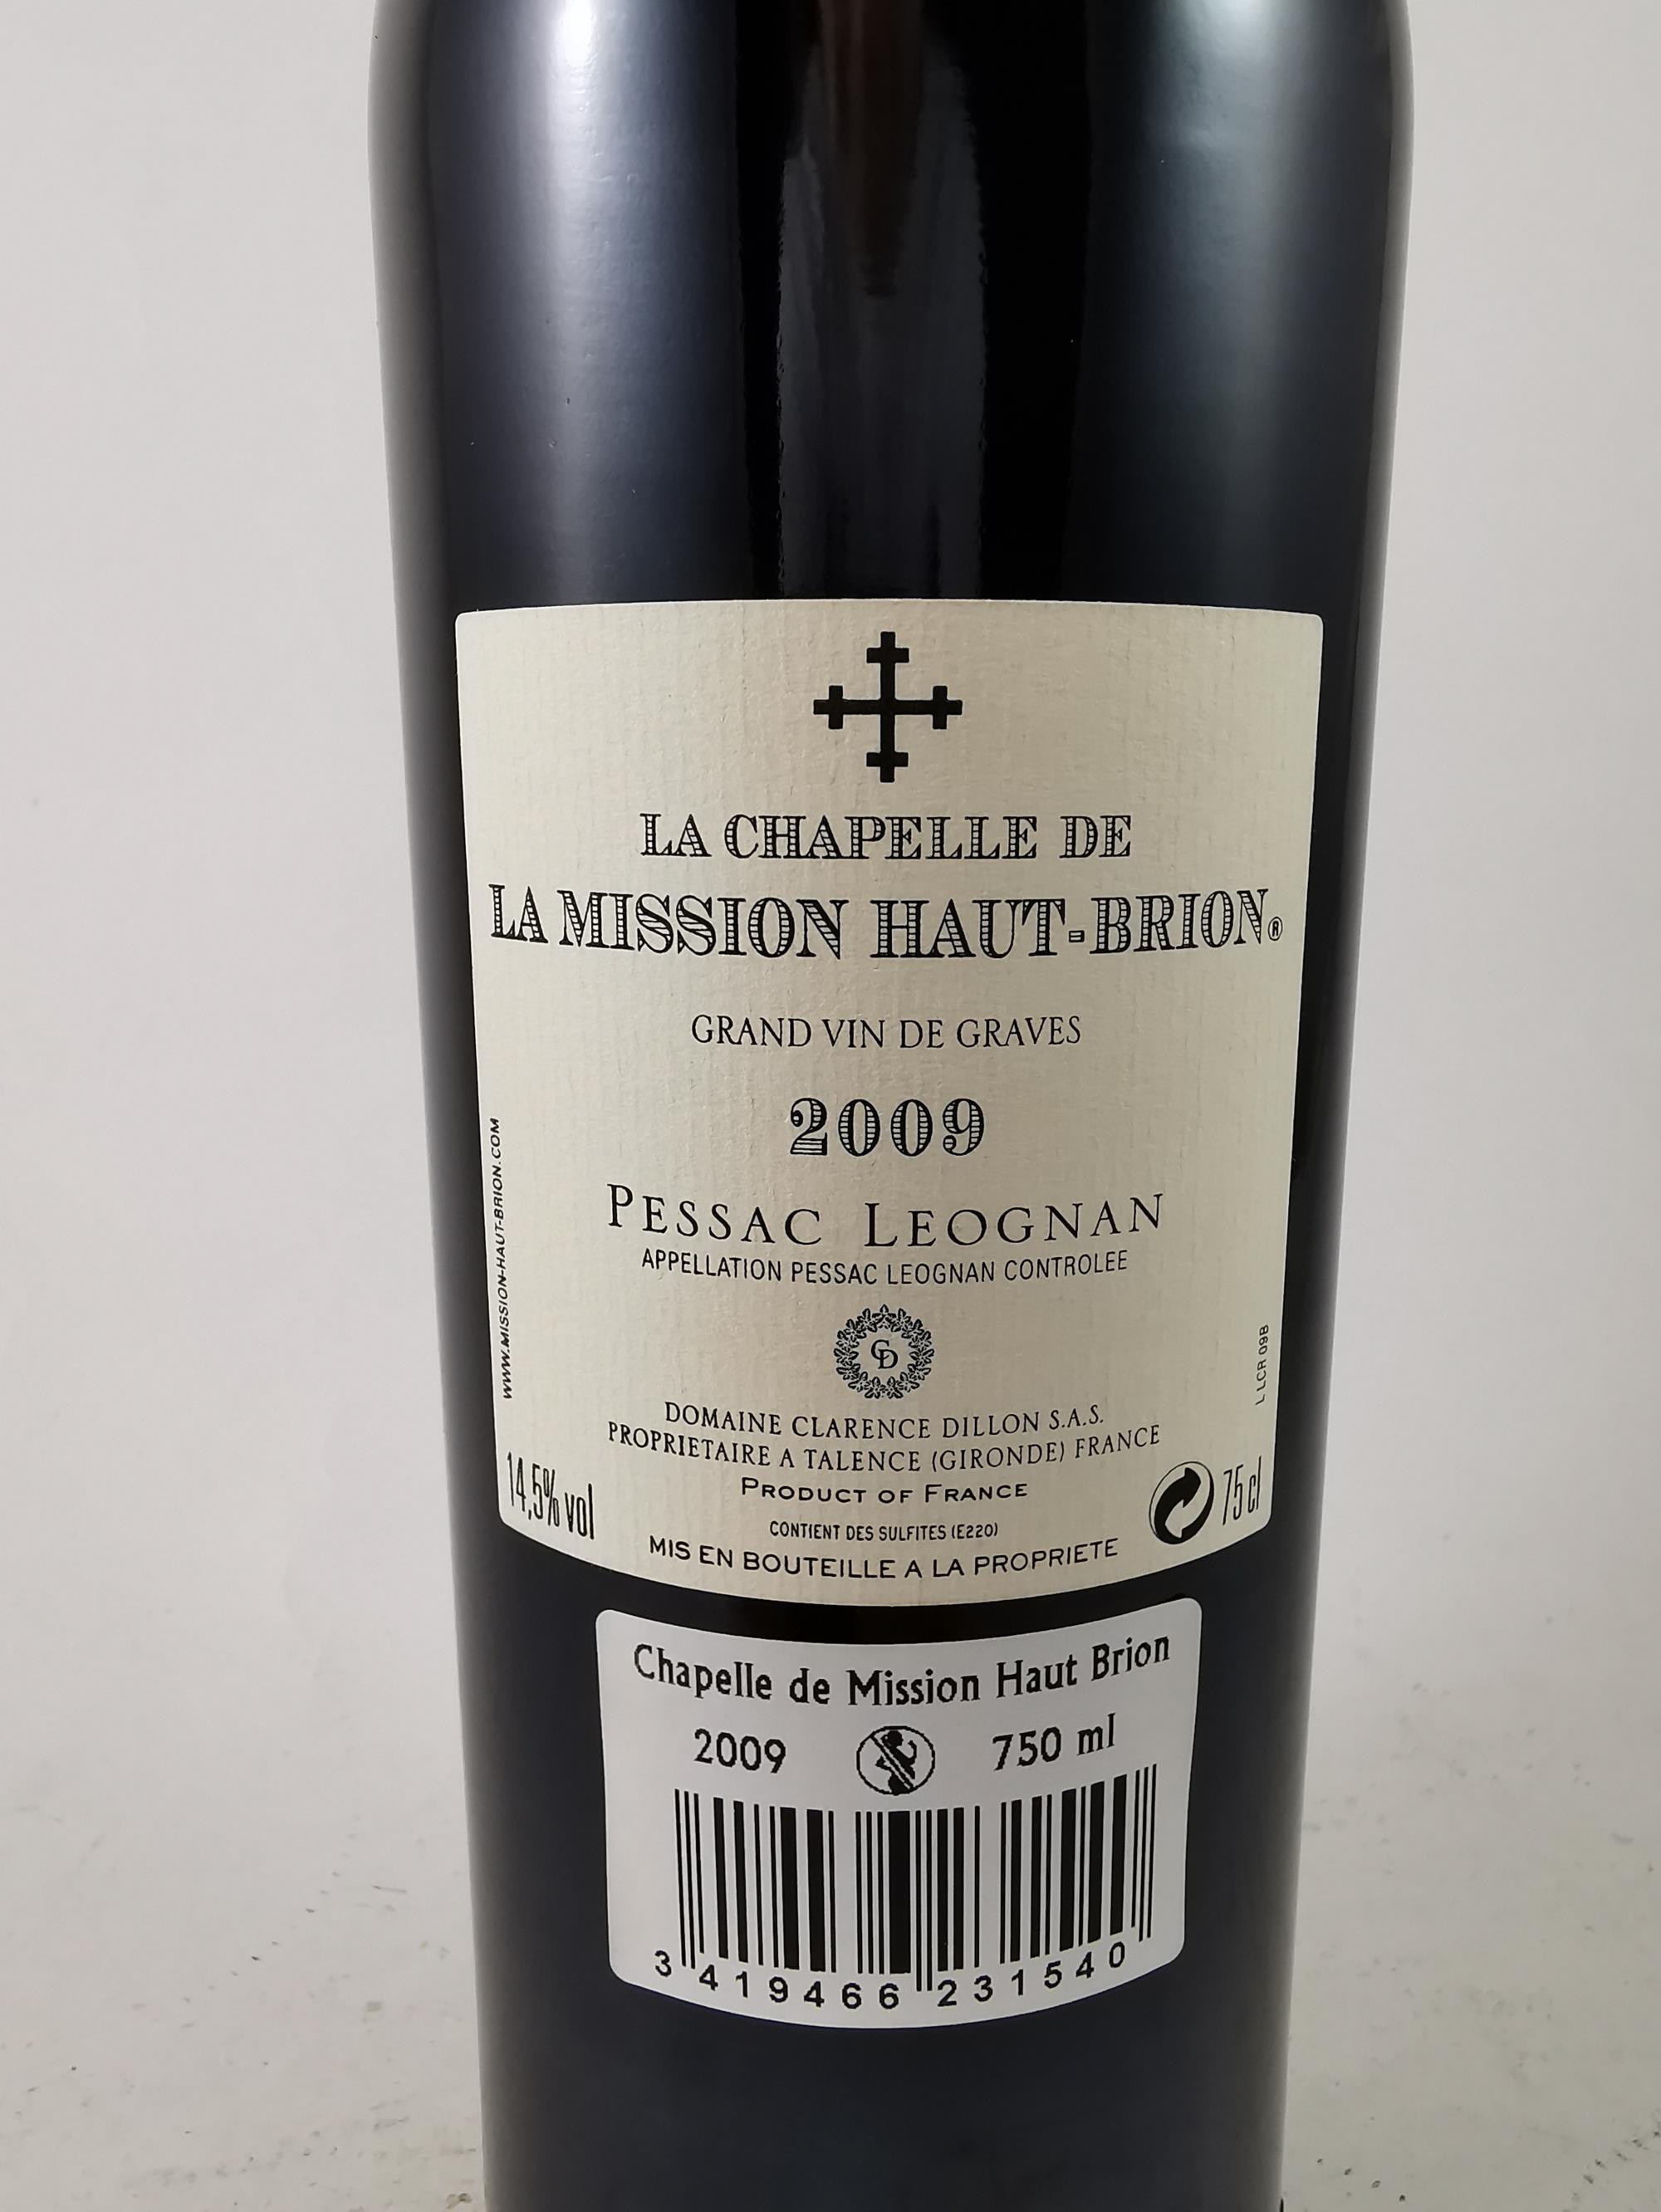 LA CHAPELLE DE
LA MISSION HAUT-BRION®
GRAND VIN DE GRAVES
2009
PESSAC LEOGNAN
APPELLATION PESSAC LEOGNAN CONTROLEE
CD
DOMAINE CLARENCE DILLON S.A.S.
PROPRIETAIRE A TALENCE (GIRONDE) FRANCE
PRODUCT OF FRANCE
CONTIENT DES SULFITES (E220)
MIS EN BOUTEILLE A LA PROPRIETE
14,5% vol
75 cl
WWW.MISSION-HAUT-BRION.COM
L LCR 09B
Chapelle de Mission Haut Brion
2009 750 ml
3 419466 231540